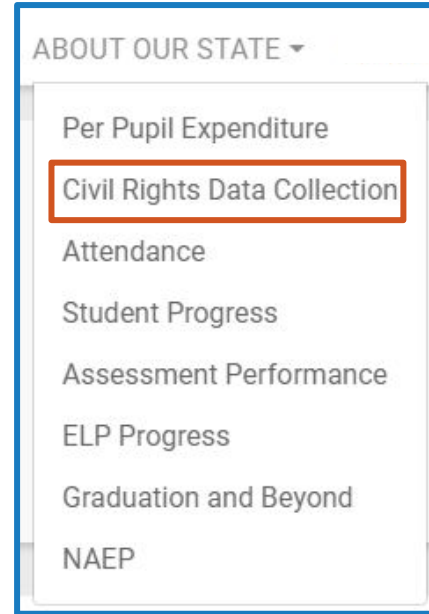 ABOUT OUR STATE
Per Pupil Expenditure
Civil Rights Data Collection
Attendance
Student Progress
Assessment Performance
ELP Progress
Graduation and Beyond
NAEP